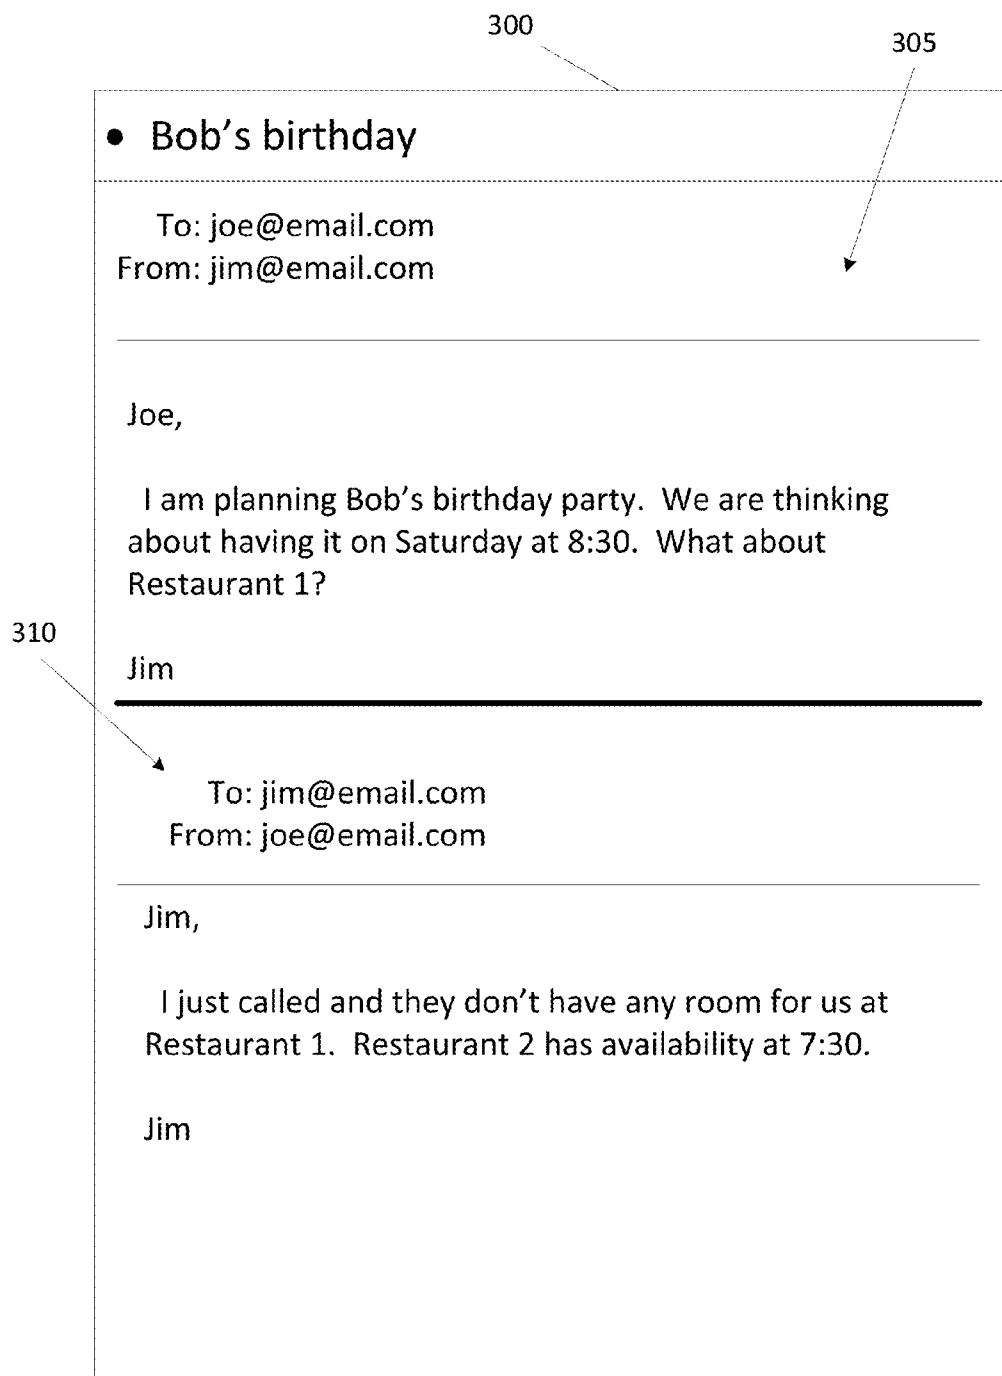 300
305
• Bob's birthday
To: joe@email.com
From: jim@email.com
Joe,
I am planning Bob's birthday party. We are thinking
about having it on Saturday at 8:30. What about
Restaurant 1?
310
Jim
To: jim@email.com
From: joe@email.com
Jim,
I just called and they don't have any room for us at
Restaurant 1. Restaurant 2 has availability at 7:30.
Jim